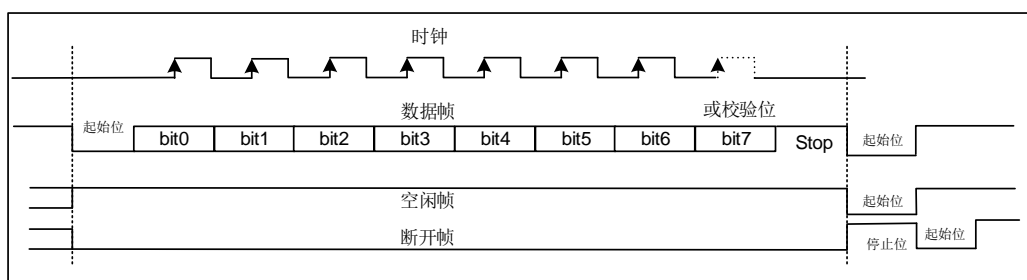 时钟
数据帧
或校验位
起始位 bit0 bit1 bit2 bit3 bit4 bit5 bit6 bit7 Stop 起始位
空闲帧 起始位
断开帧 停止位 起始位